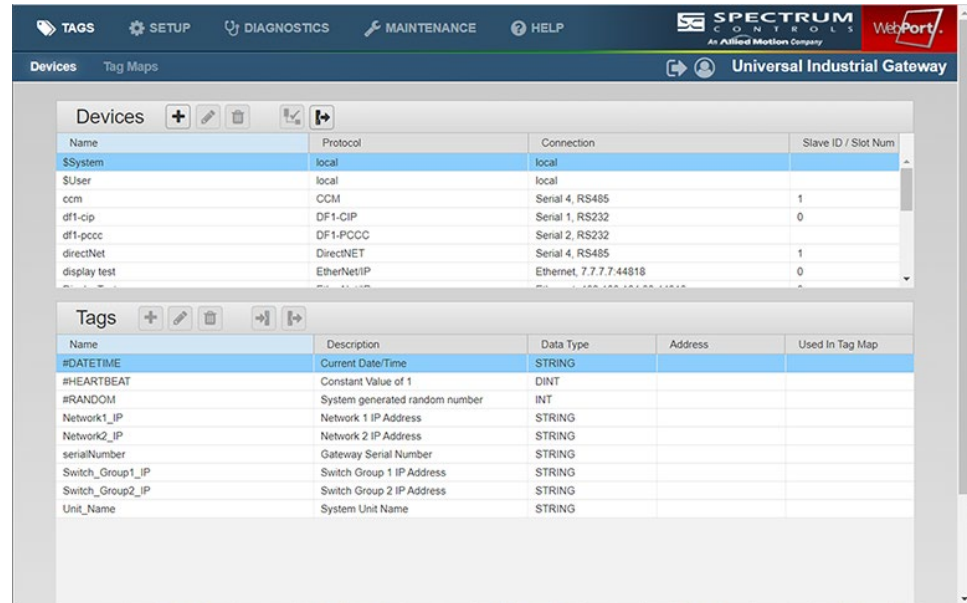 TAGS SETUP DIAGNOSTICS MAINTENANCE HELP SPECTRUM CONTROLS An Allied Motion Company WebPort.
Devices Tag Maps Universal Industrial Gateway
Devices
Name Protocol Connection Slave ID / Slot Num
$System local local
$User local local
ccm CCM Serial 4, RS485 1
df1-cip DF1-CIP Serial 1, RS232 0
df1-pccc DF1-PCCC Serial 2, RS232
directNet DirectNET Serial 4, RS485 1
display test EtherNet/IP Ethernet, 7.7.7.7:44818 0
Tags
Name Description Data Type Address Used In Tag Map
#DATETIME Current Date/Time STRING
#HEARTBEAT Constant Value of 1 DINT
#RANDOM System generated random number INT
Network1_IP Network 1 IP Address STRING
Network2_IP Network 2 IP Address STRING
serialNumber Gateway Serial Number STRING
Switch_Group1_IP Switch Group 1 IP Address STRING
Switch_Group2_IP Switch Group 2 IP Address STRING
Unit_Name System Unit Name STRING